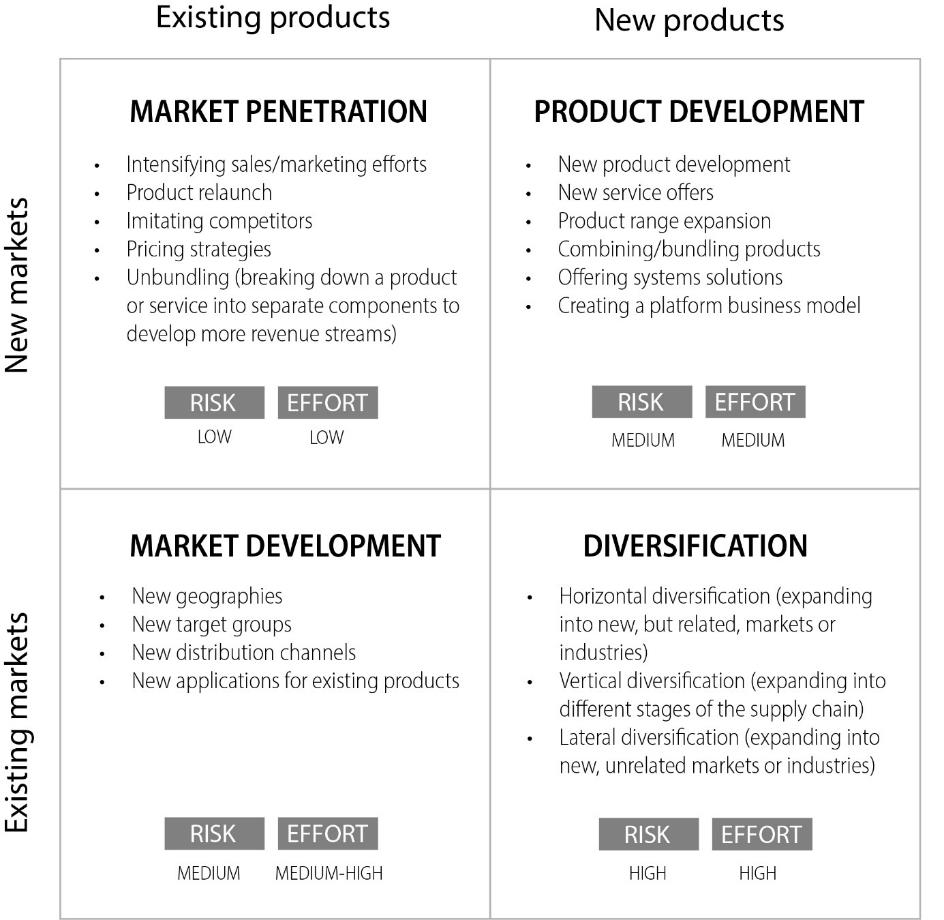 Existing products
New products
New markets
MARKET PENETRATION
• Intensifying sales/marketing efforts
• Product relaunch
• Imitating competitors
• Pricing strategies
• Unbundling (breaking down a product
or service into separate components to
develop more revenue streams)
RISK EFFORT
LOW LOW
PRODUCT DEVELOPMENT
• New product development
• New service offers
• Product range expansion
• Combining/bundling products
• Offering systems solutions
• Creating a platform business model
RISK EFFORT
MEDIUM MEDIUM
Existing markets
MARKET DEVELOPMENT
• New geographies
• New target groups
• New distribution channels
• New applications for existing products
RISK EFFORT
MEDIUM MEDIUM-HIGH
DIVERSIFICATION
• Horizontal diversification (expanding
into new, but related, markets or
industries)
• Vertical diversification (expanding into
different stages of the supply chain)
• Lateral diversification (expanding into
new, unrelated markets or industries)
RISK EFFORT
HIGH HIGH